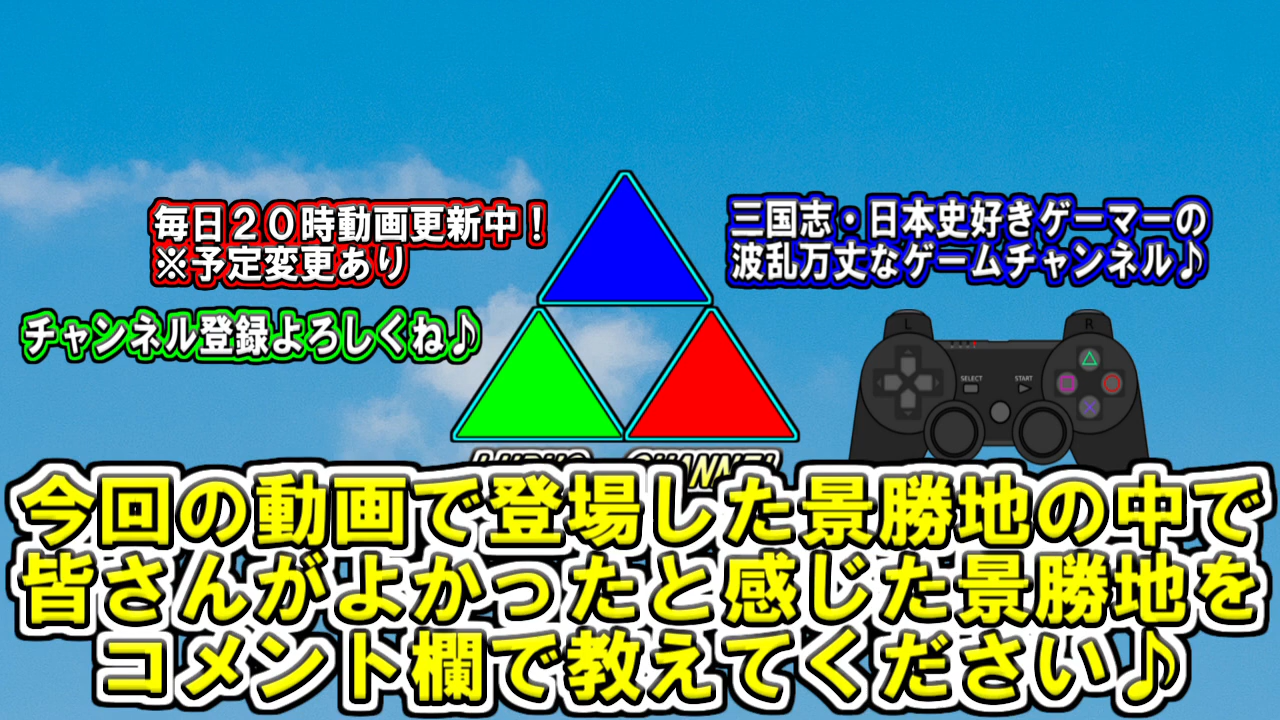 毎日２０時動画更新中！
※予定変更あり
三国志・日本史好きゲーマーの
波乱万丈なゲームチャンネル♪
チャンネル登録よろしくね♪
L
R
SELECT
START
CHANNEL
今回の動画で登場した景勝地の中で
皆さんがよかったと感じた景勝地を
コメント欄で教えてください♪